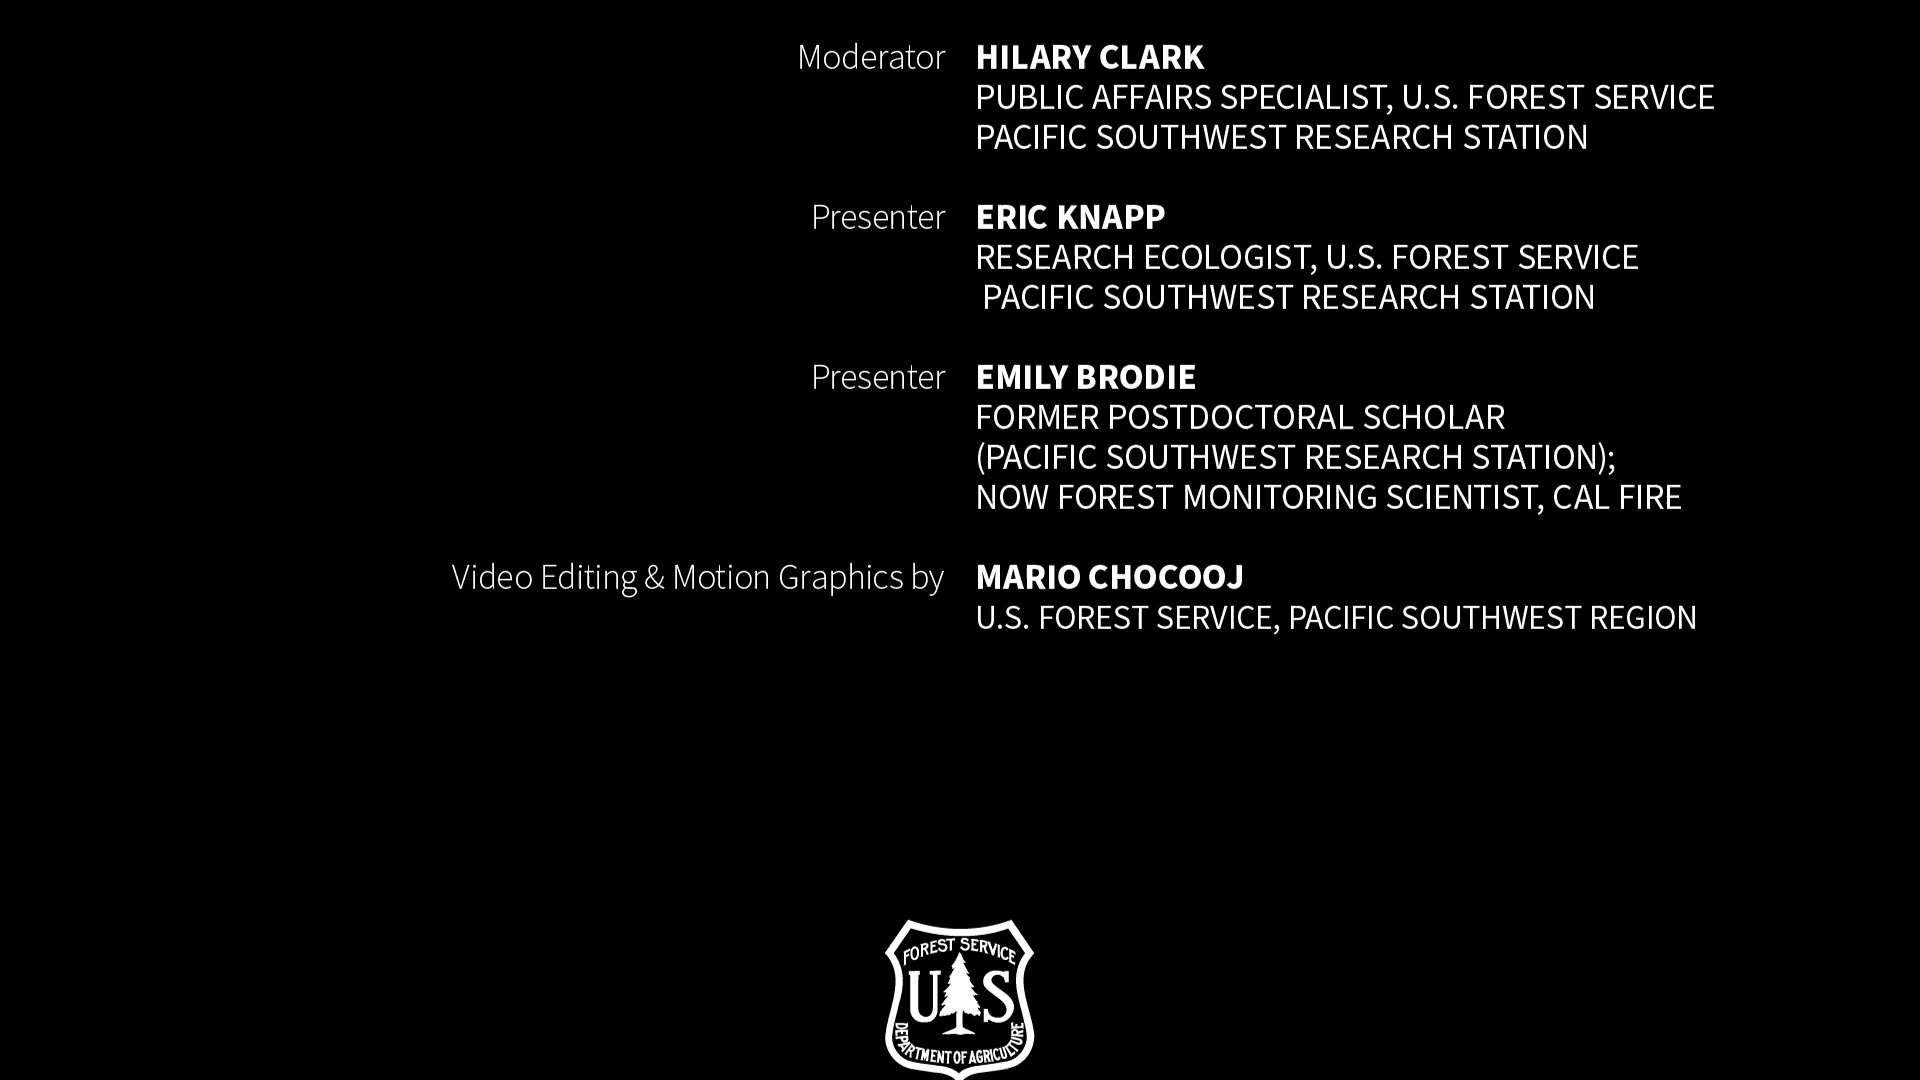 Moderator HILARY CLARK
PUBLIC AFFAIRS SPECIALIST, U.S. FOREST SERVICE
PACIFIC SOUTHWEST RESEARCH STATION
Presenter ERIC KNAPP
RESEARCH ECOLOGIST, U.S. FOREST SERVICE
PACIFIC SOUTHWEST RESEARCH STATION
Presenter EMILY BRODIE
FORMER POSTDOCTORAL SCHOLAR
(PACIFIC SOUTHWEST RESEARCH STATION);
NOW FOREST MONITORING SCIENTIST, CAL FIRE
Video Editing & Motion Graphics by MARIO CHOCOOJ
U.S. FOREST SERVICE, PACIFIC SOUTHWEST REGION
FOREST SERVICE
U S
DEPARTMENT OF AGRICULTURE